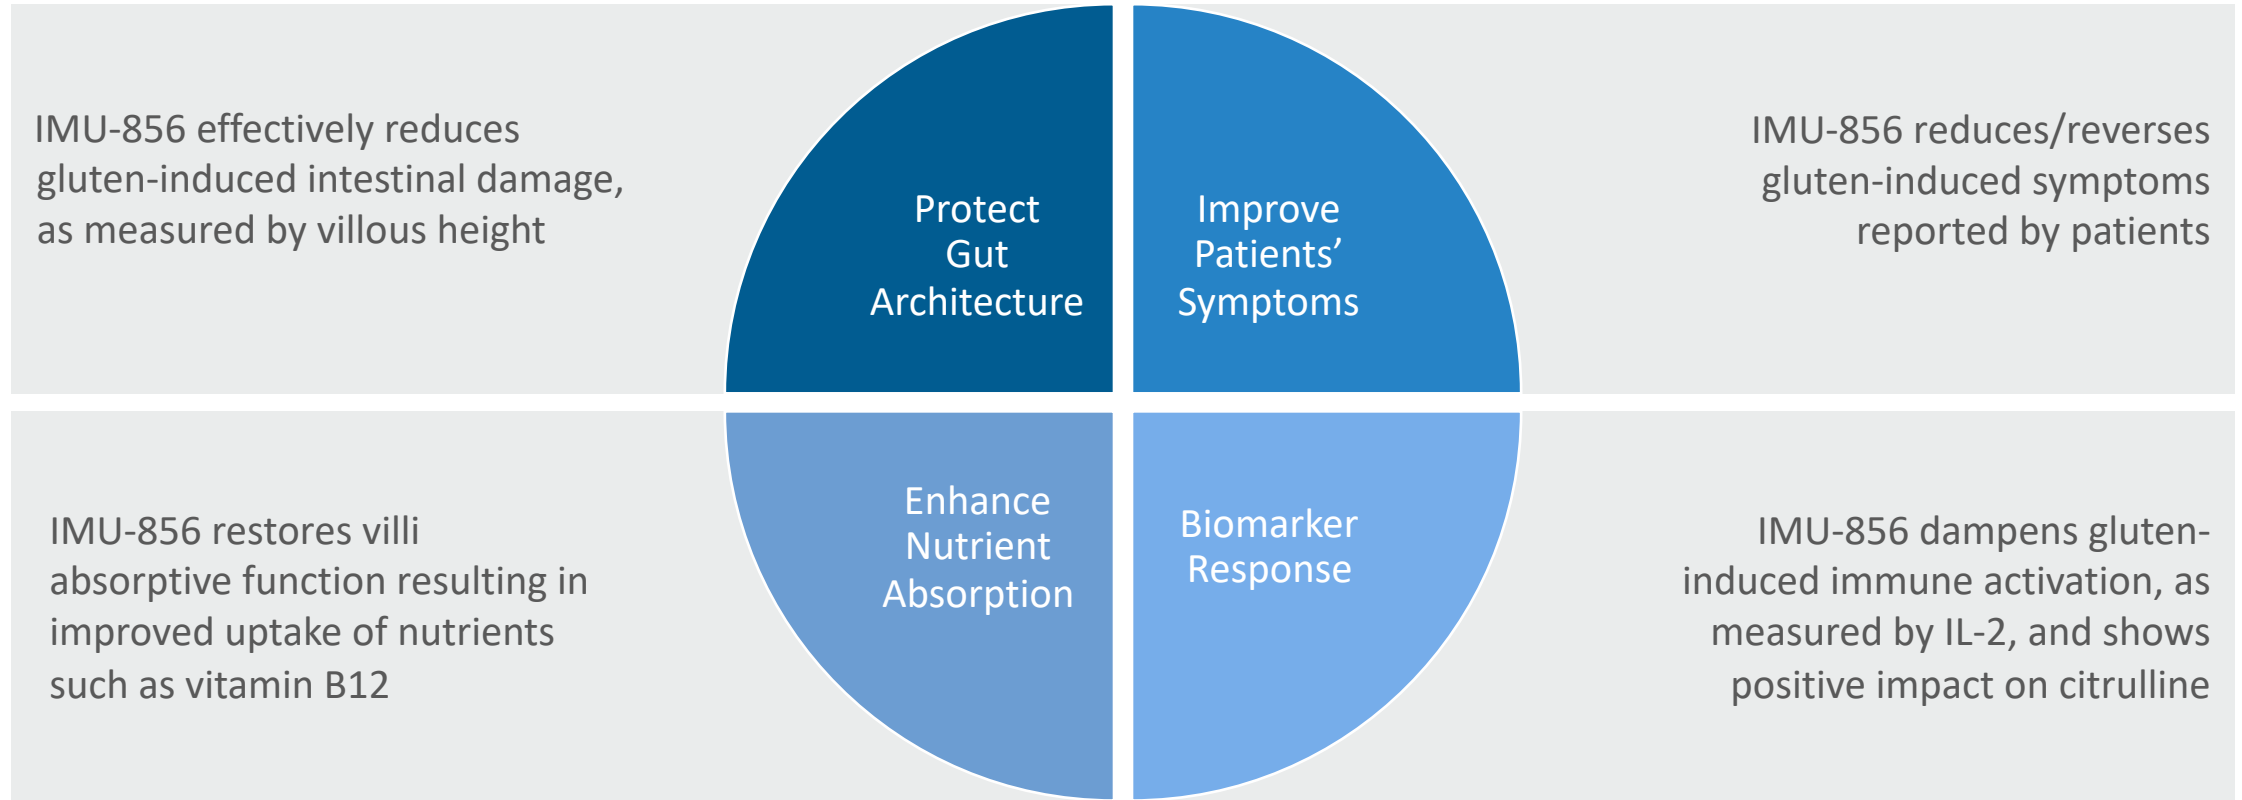 IMU-856 effectively reduces
gluten-induced intestinal damage,
as measured by villous height
Protect
Gut
Architecture
Improve
Patients’
Symptoms
IMU-856 reduces/reverses
gluten-induced symptoms
reported by patients
IMU-856 restores villi
absorptive function resulting in
improved uptake of nutrients
such as vitamin B12
Enhance
Nutrient
Absorption
Biomarker
Response
IMU-856 dampens gluten-
induced immune activation, as
measured by IL-2, and shows
positive impact on citrulline